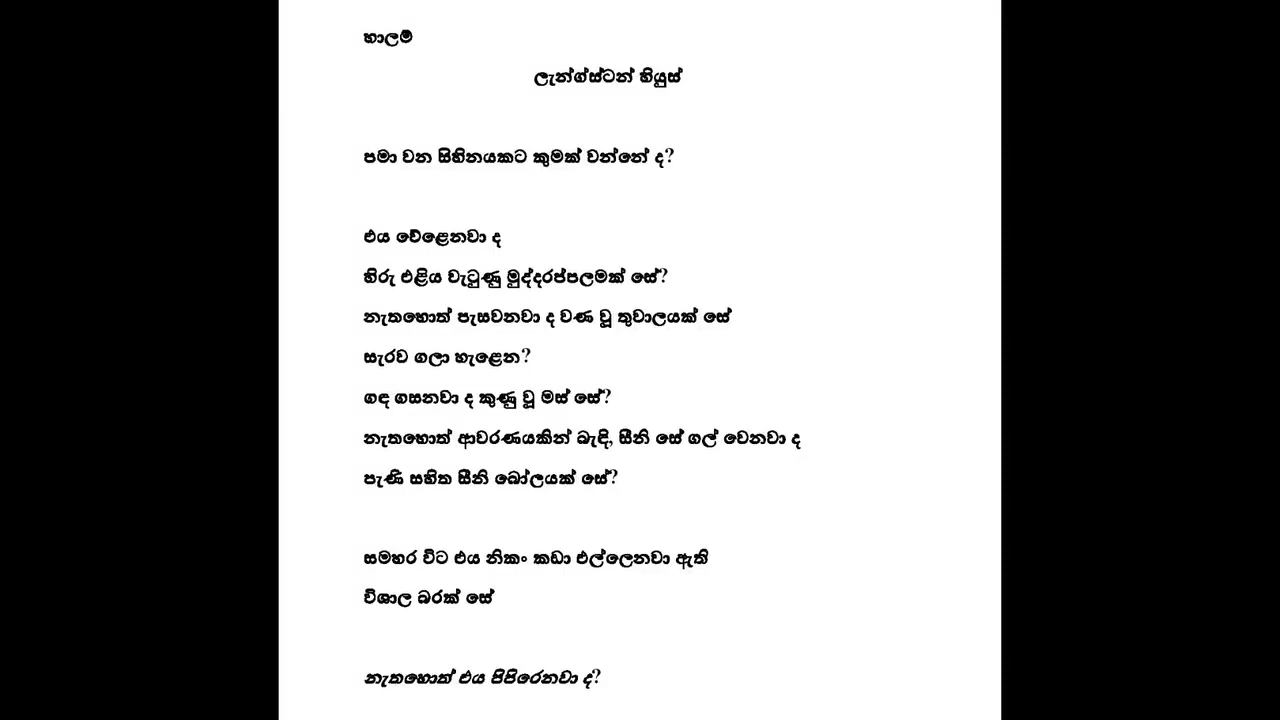 හාලම්
ලැන්ග්ස්ටන් හියුස්
පමා වන සිහිනයකට කුමක් වන්නේ ද?
එය වේළෙනවා ද
හිරු එළිය වැටුණු මුද්දරප්පලමක් සේ?
නැතහොත් පැසවනවා ද වණ වූ තුවාලයක් සේ
සැරව ගලා හැළෙන?
ගඳ ගසනවා ද කුණු වූ මස් සේ?
නැතහොත් ආවරණයකින් බැඳි, සීනි සේ ගල් වෙනවා ද
පැණි සහිත සීනි බෝලයක් සේ?
සමහර විට එය නිකං කඩා එල්ලෙනවා ඇති
විශාල බරක් සේ
නැතහොත් එය පිපිරෙනවා ද?